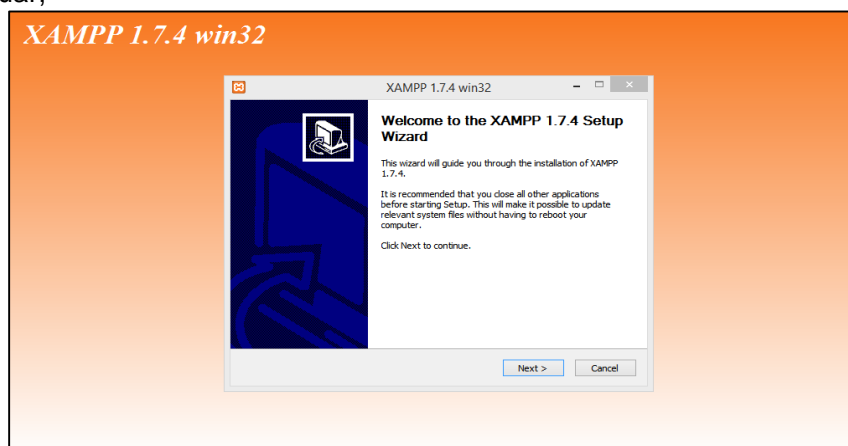 XAMPP 1.7.4 win32
XAMPP 1.7.4 win32
Welcome to the XAMPP 1.7.4 Setup
Wizard
This wizard will guide you through the installation of XAMPP
1.7.4.
It is recommended that you close all other applications
before starting Setup. This will make it possible to update
relevant system files without having to reboot your
computer.
Click Next to continue.
Next >
Cancel